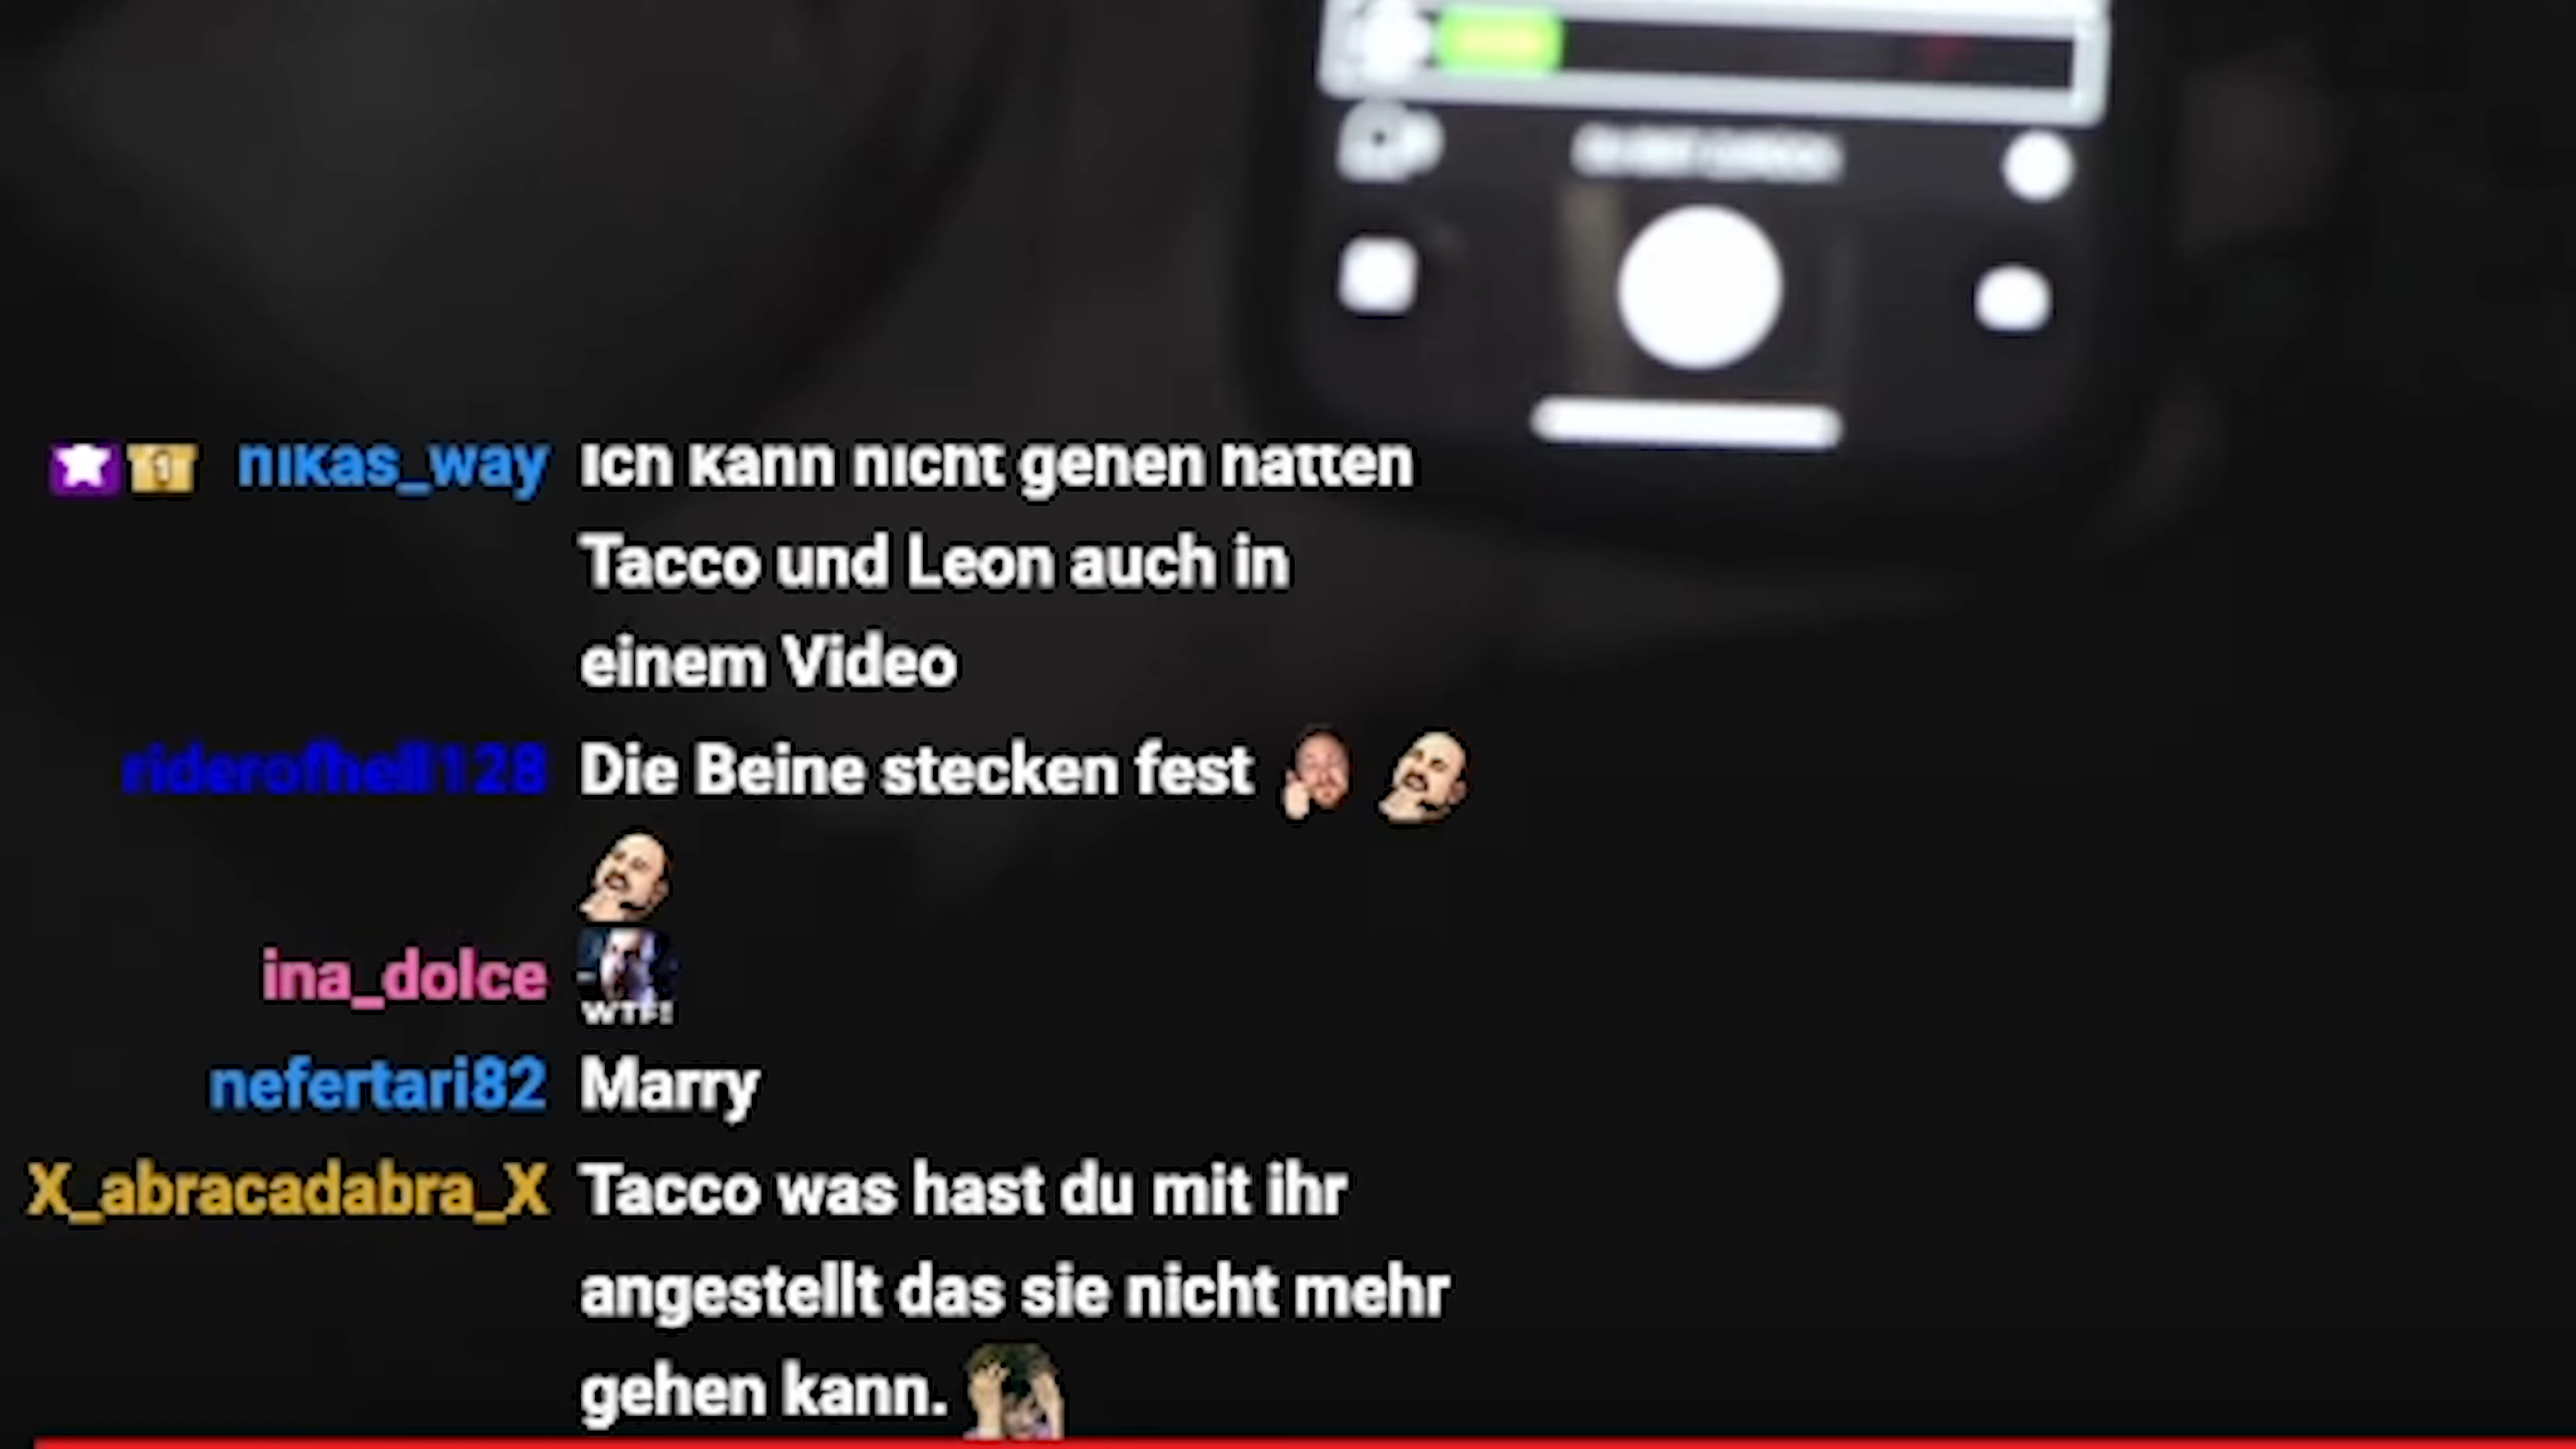 nikas_way Ich kann nicht gehen hatten
Tacco und Leon auch in
einem Video
riderofhell128 Die Beine stecken fest
ina_dolce WTF!
nefertari82 Marry
X_abracadabra_X Tacco was hast du mit ihr
angestellt das sie nicht mehr
gehen kann.